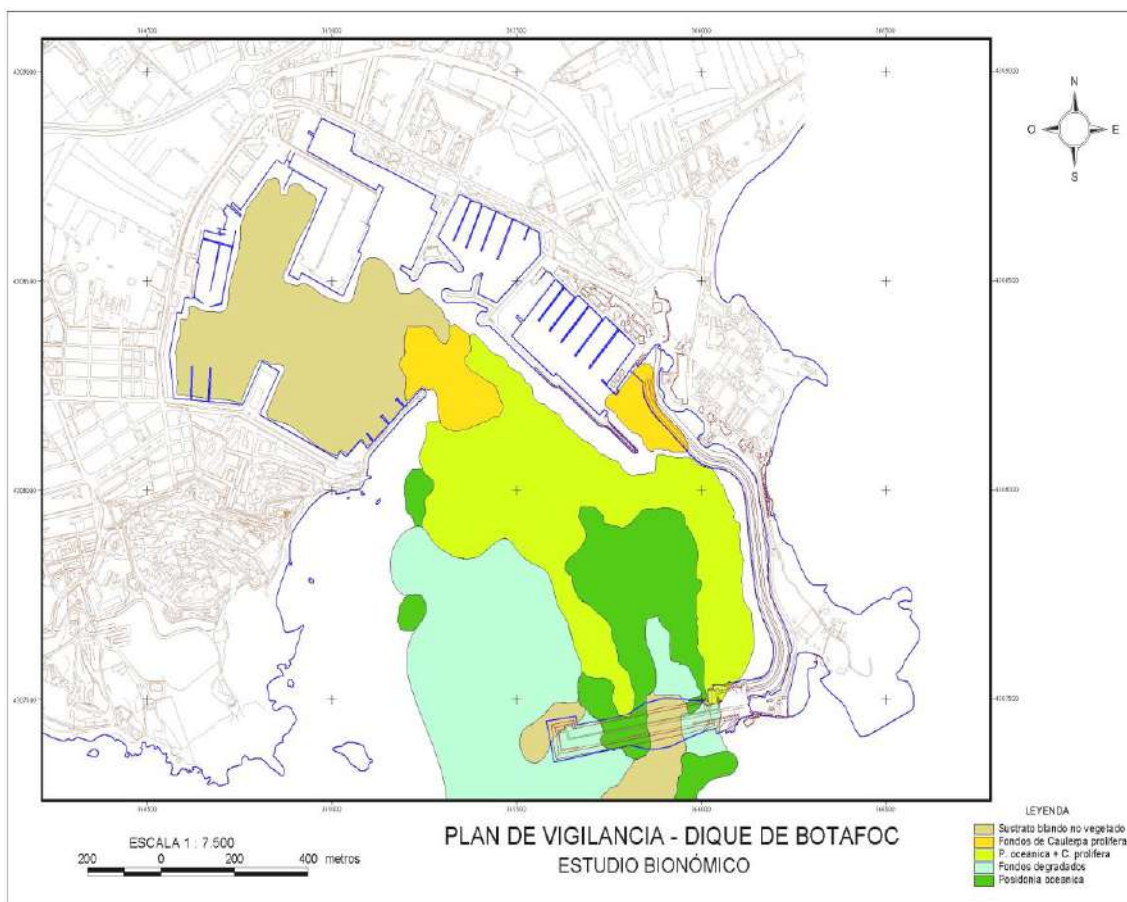 N
O E
S
ESCALA 1 : 7.500
200 0 200 400 metros
PLAN DE VIGILANCIA - DIQUE DE BOTAFOC
ESTUDIO BIONÓMICO
LEYENDA
Sustrato blando no vegetado
Fondos de Caulerpa prolifera
P. oceanica + C. prolifera
Fondos degradados
Posidonia oceanica